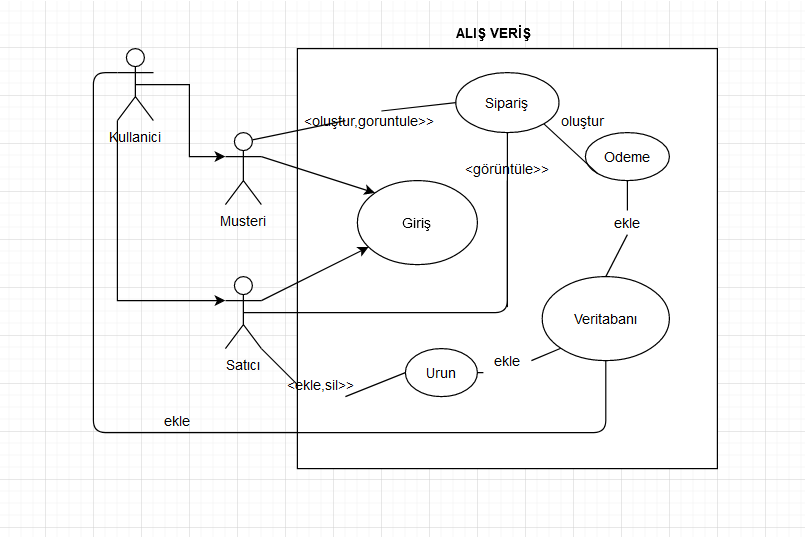 ALIŞ VERİŞ
Kullanici
<oluştur,goruntule>>
Sipariş
oluştur
Odeme
<görüntüle>>
Musteri
Giriş
ekle
Satıcı
Veritabanı
<ekle,sil>>
Urun
ekle
ekle